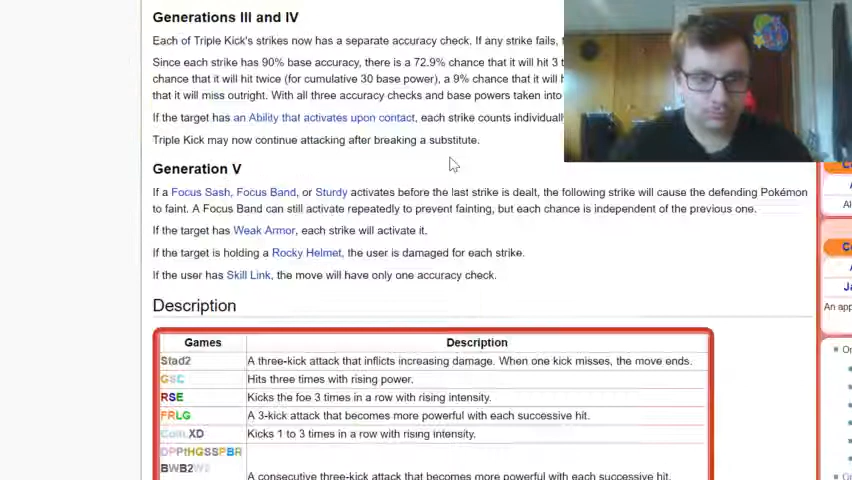 Generations III and IV
Each of Triple Kick's strikes now has a separate accuracy check. If any strike fails,
Since each strike has 90% base accuracy, there is a 72.9% chance that it will hit 3
chance that it will hit twice (for cumulative 30 base power), a 9% chance that it will
that it will miss outright. With all three accuracy checks and base powers taken into
If the target has an Ability that activates upon contact, each strike counts individually
Triple Kick may now continue attacking after breaking a substitute.
Generation V
If a Focus Sash, Focus Band, or Sturdy activates before the last strike is dealt, the following strike will cause the defending Pokémon
to faint. A Focus Band can still activate repeatedly to prevent fainting, but each chance is independent of the previous one.
If the target has Weak Armor, each strike will activate it.
If the target is holding a Rocky Helmet, the user is damaged for each strike.
If the user has Skill Link, the move will have only one accuracy check.
Description
Games Description
Stad2 A three-kick attack that inflicts increasing damage. When one kick misses, the move ends.
GSC Hits three times with rising power.
RSE Kicks the foe 3 times in a row with rising intensity.
FRLG A 3-kick attack that becomes more powerful with each successive hit.
Colo.XD Kicks 1 to 3 times in a row with rising intensity.
DPPtHGSSPBR
BWB2W2 A consecutive three-kick attack that becomes more powerful with each successive hit.
An app